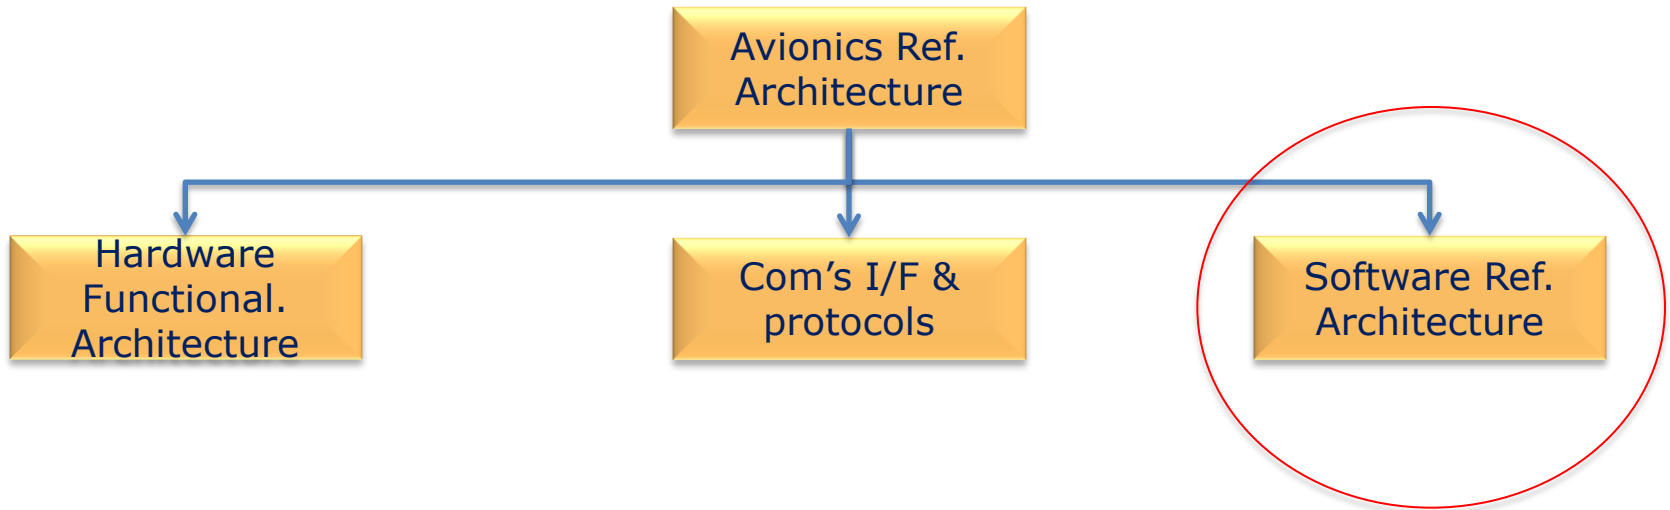 Avionics Ref.
Architecture
Hardware
Functional.
Architecture
Com’s I/F &
protocols
Software Ref.
Architecture